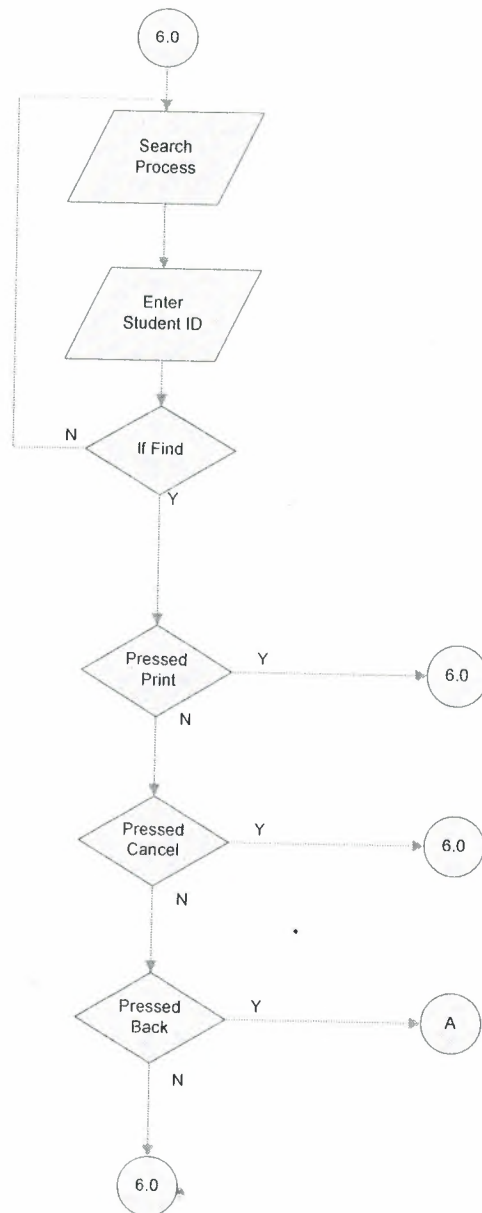 6.0
Search
Process
Enter
Student ID
N
If Find
Y
Pressed
Print
Y
6.0
N
Pressed
Cancel
Y
6.0
N
Pressed
Back
Y
A
N
6.0